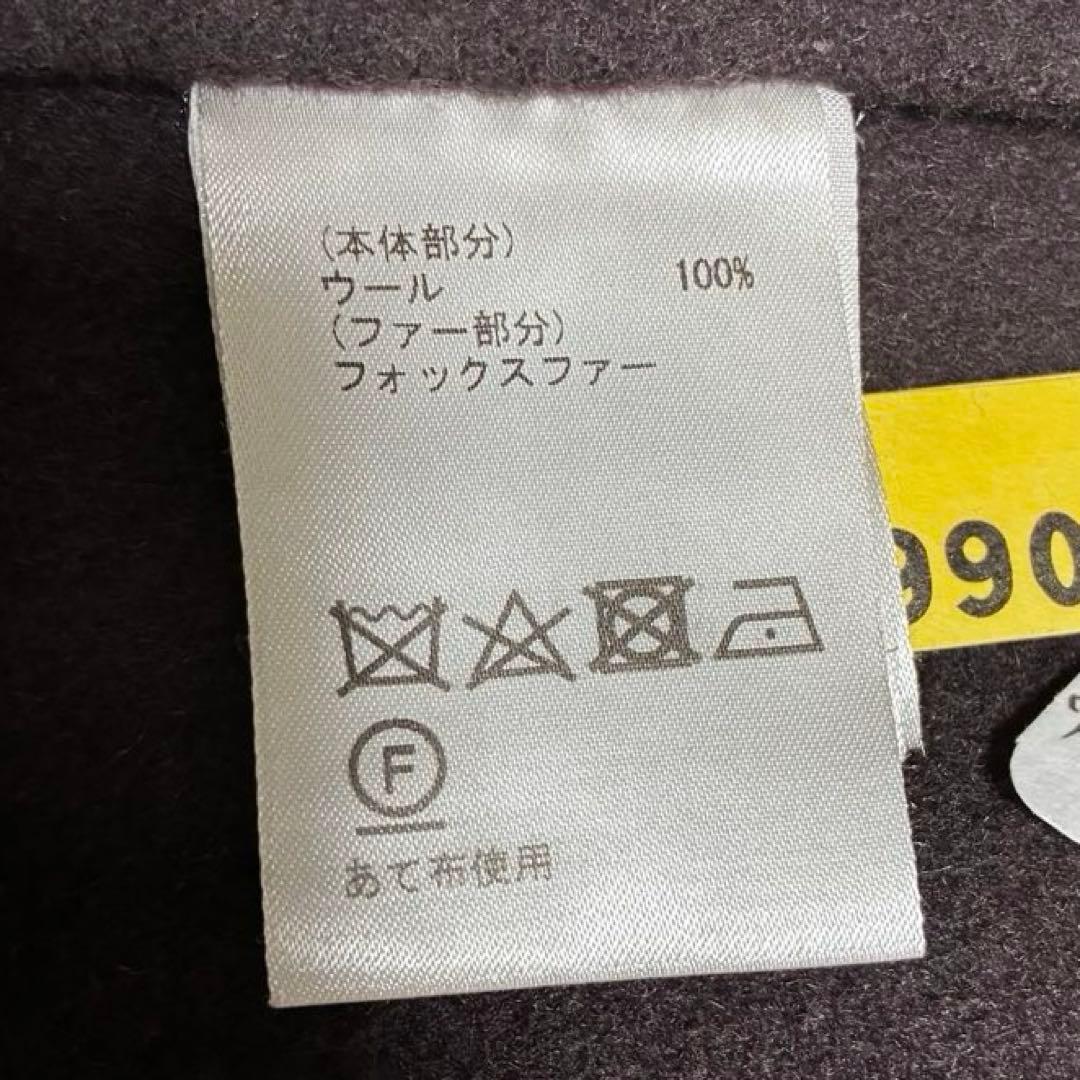 (本体部分)
ウール 100%
(ファー部分)
フォックスファー
F
あて布使用
990